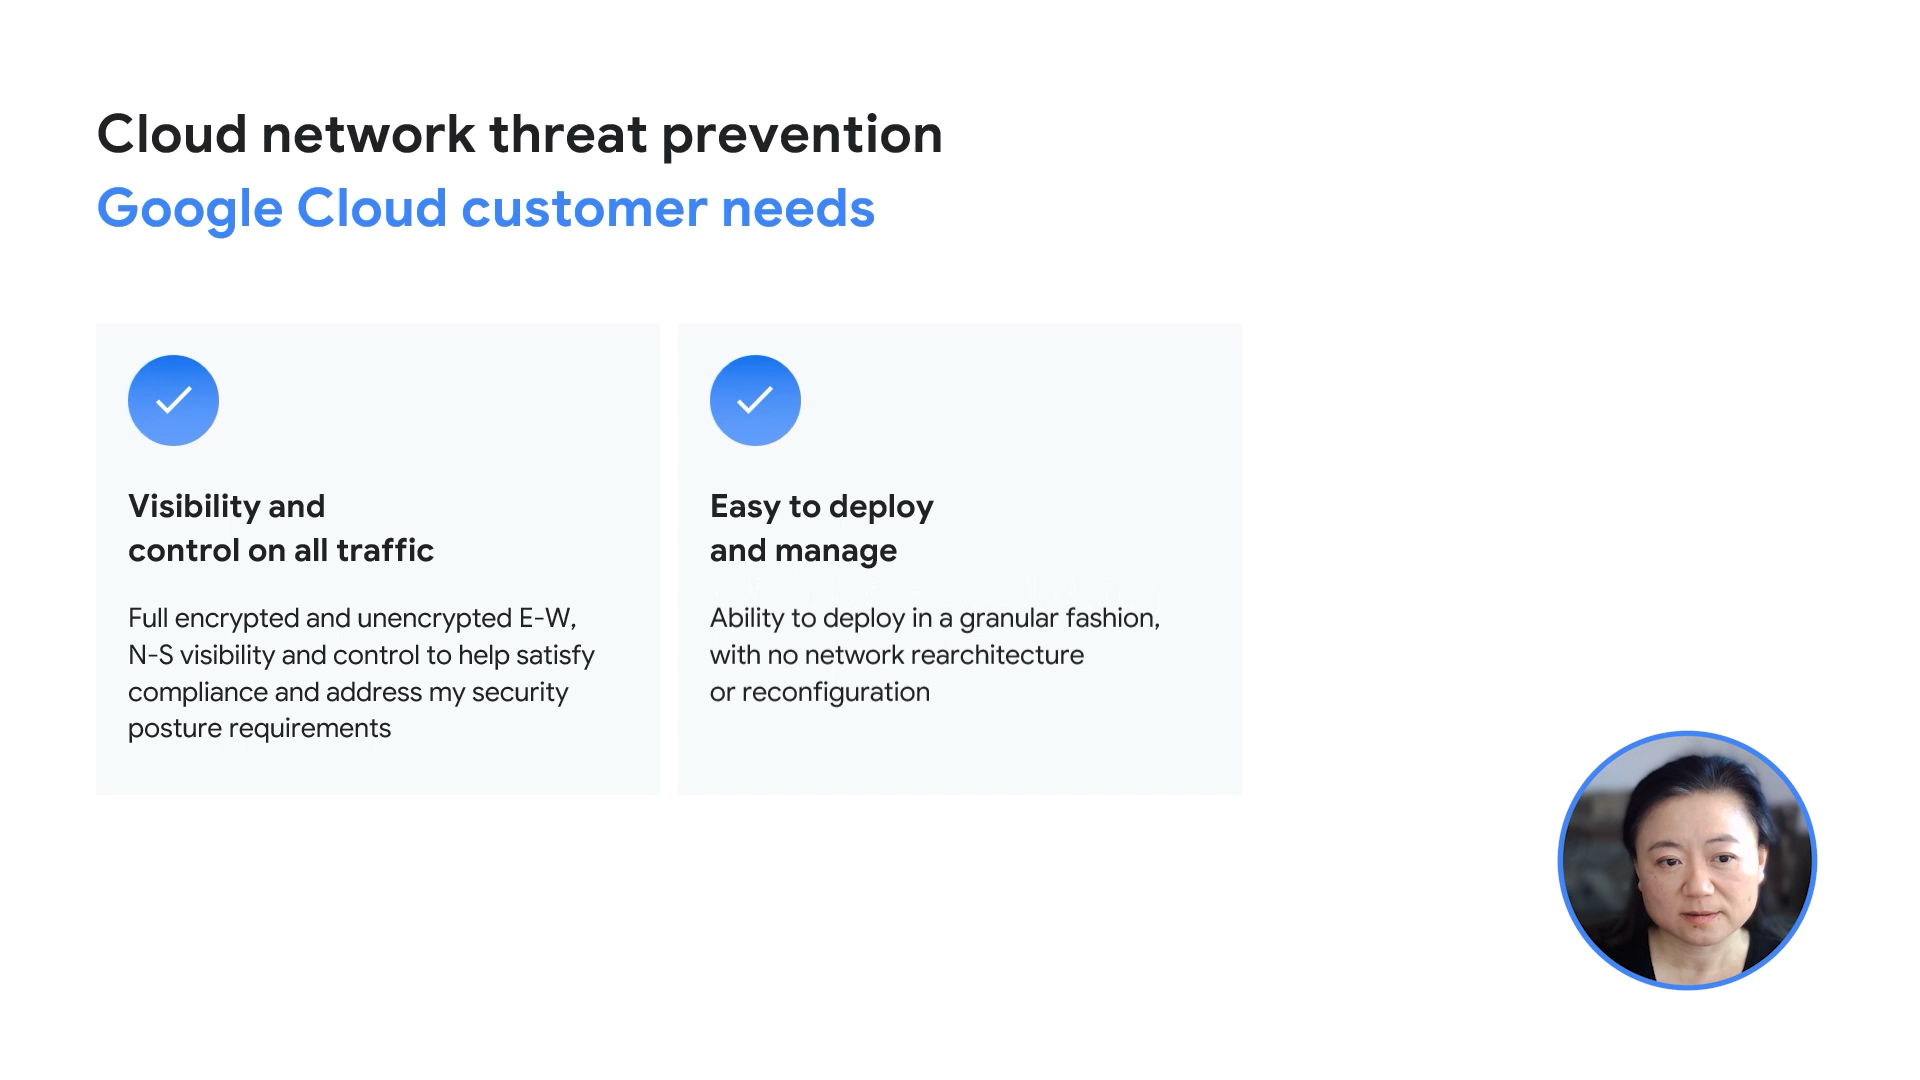 Cloud network threat prevention
Google Cloud customer needs
Visibility and
control on all traffic
Full encrypted and unencrypted E-W,
N-S visibility and control to help satisfy
compliance and address my security
posture requirements
Easy to deploy
and manage
Ability to deploy in a granular fashion,
with no network rearchitecture
or reconfiguration